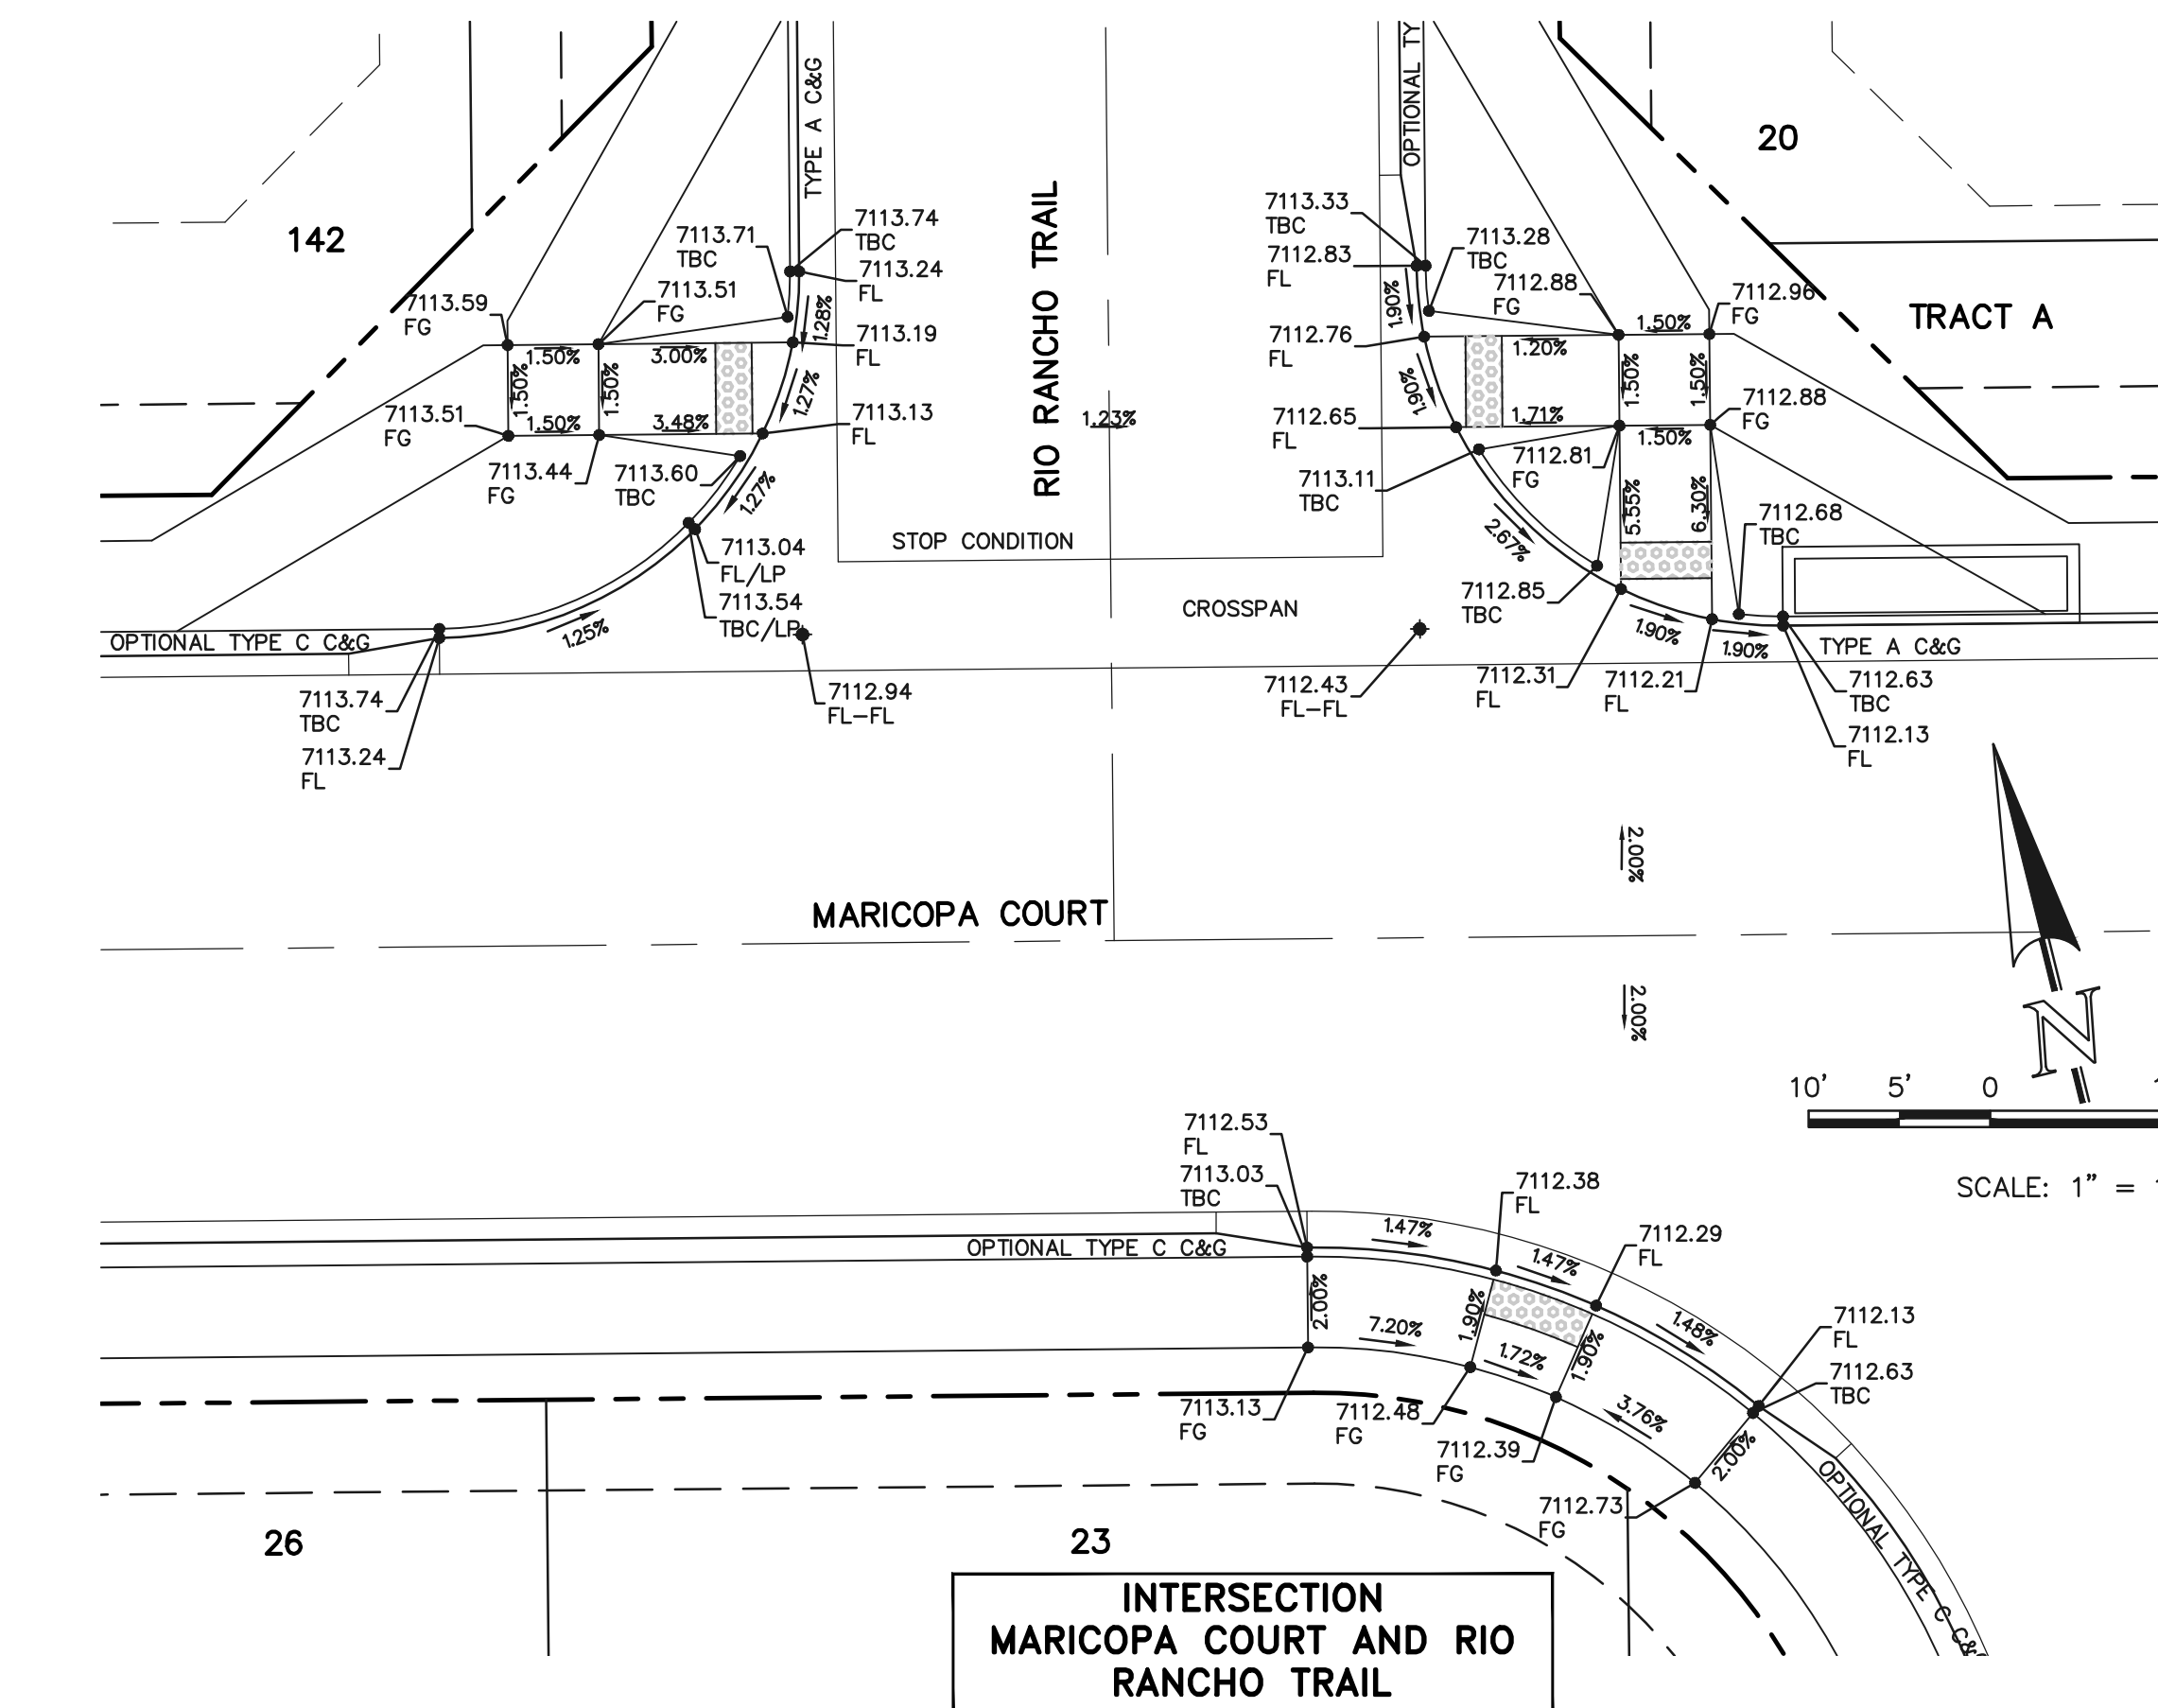 TYPE A C&G
OPTIONAL TY
20
142
7113.71
TBC
7113.74
TBC
7113.24
FL
7113.51
FG
7113.59
FG
1.28%
7113.19
FL
1.50%
3.00%
1.50%
1.50%
1.27%
7113.51
FG
1.50%
3.48%
7113.13
FL
7113.44
FG
7113.60
TBC
1.27%
7113.04
FL/LP
7113.54
TBC/LP
1.25%
OPTIONAL TYPE C C&G
7113.74
TBC
7113.24
FL
7112.94
FL-FL
RIO RANCHO TRAIL
1.23%
STOP CONDITION
CROSSPAN
7113.33
TBC
7112.83
FL
7113.28
TBC
7112.88
FG
7112.96
FG
TRACT A
1.90%
1.50%
7112.76
FL
1.20%
1.50%
1.50%
1.90%
7112.65
FL
1.71%
1.50%
7112.88
FG
7112.81
FG
7113.11
TBC
5.55%
6.30%
7112.68
TBC
2.67%
7112.85
TBC
1.90%
1.90%
TYPE A C&G
7112.43
FL-FL
7112.31
FL
7112.21
FL
7112.63
TBC
7112.13
FL
2.00%
MARICOPA COURT
2.00%
N
10'
5'
0
SCALE: 1" =
7112.53
FL
7113.03
TBC
7112.38
FL
7112.29
FL
1.47%
1.47%
OPTIONAL TYPE C C&G
2.00%
7.20%
1.90%
1.72%
1.90%
1.48%
7112.13
FL
7112.63
TBC
7113.13
FG
7112.48
FG
7112.39
FG
3.76%
2.00%
7112.73
FG
OPTIONAL TYPE C C&G
26
23
INTERSECTION
MARICOPA COURT AND RIO
RANCHO TRAIL